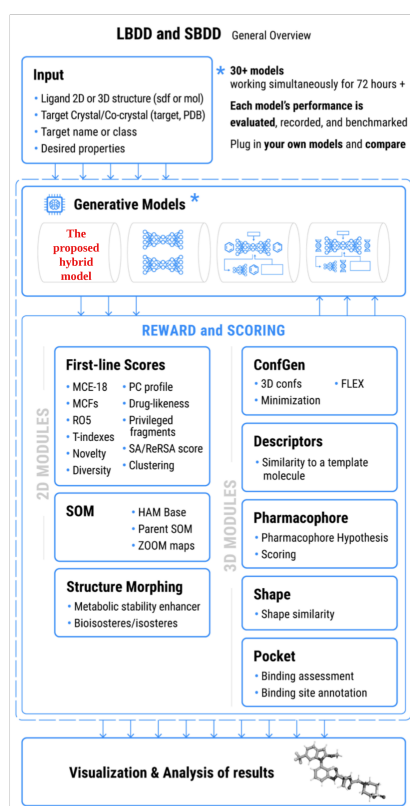 LBDD and SBDD General Overview
Input
• Ligand 2D or 3D structure (sdf or mol)
• Target Crystal/Co-crystal (target, PDB)
• Target name or class
• Desired properties
* 30+ models
working simultaneously for 72 hours +
Each model's performance is
evaluated, recorded, and benchmarked
Plug in your own models and compare
Generative Models *
The
proposed
hybrid
model
REWARD and SCORING
2D MODULES
First-line Scores
• MCE-18
• MCFs
• RO5
• T-indexes
• Novelty
• Diversity
• PC profile
• Drug-likeness
• Privileged
fragments
• SA/ReRSA score
• Clustering
SOM
• HAM Base
• Parent SOM
• ZOOM maps
Structure Morphing
• Metabolic stability enhancer
• Bioisosteres/isosteres
3D MODULES
ConfGen
• 3D confs
• Minimization
• FLEX
Descriptors
• Similarity to a template
molecule
Pharmacophore
• Pharmacophore Hypothesis
• Scoring
Shape
• Shape similarity
Pocket
• Binding assessment
• Binding site annotation
Visualization & Analysis of results